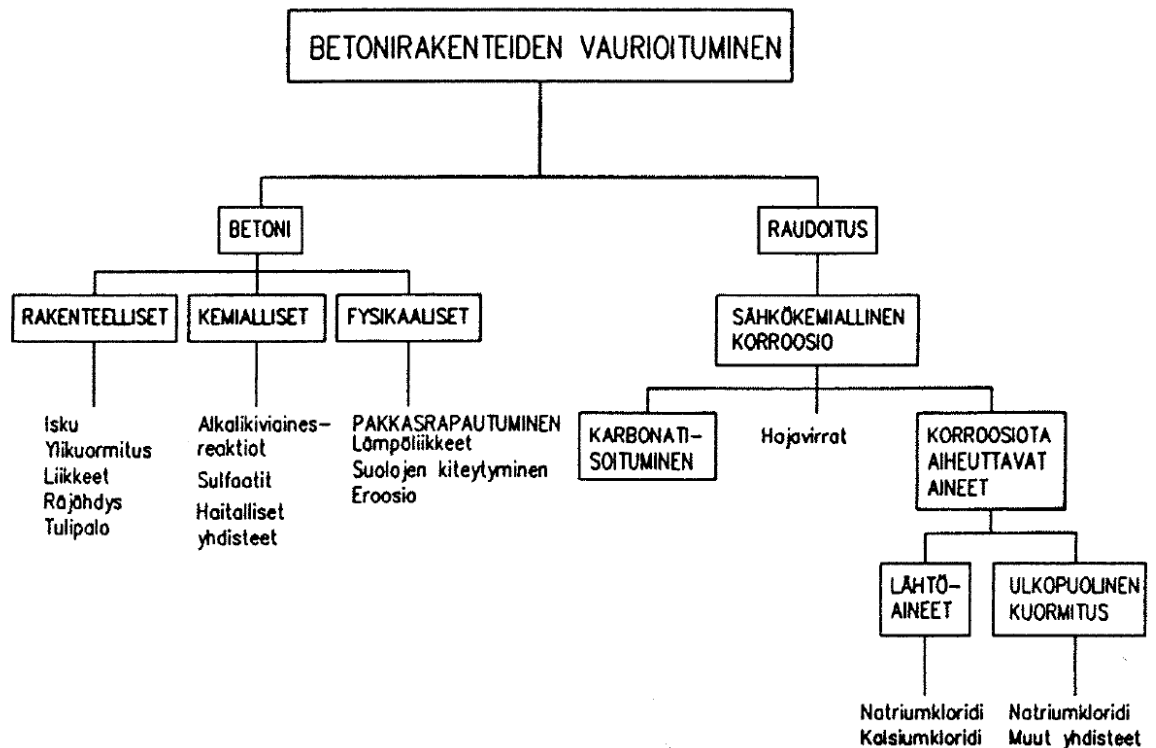 BETONIRAKENTEIDEN VAURIOITUMINEN
BETONI
RAUDOITUS
RAKENTEELLISET
KEMIALLISET
FYSIKAALISET
SÄHKÖKEMIALLINEN
KORROOSIO
Isku
Ylikuormitus
Liikkeet
Räjähdys
Tulipalo
Alkalikiviaines-
reaktiot
Sulfaatit
Haitalliset
yhdisteet
PAKKASRAPAUTUMINEN
Lämpöliikkeet
Suolojen kiteytyminen
Eroosio
KARBONATI-
SOITUMINEN
Hajavirrat
KORROOSIOTA
AIHEUTTAVAT
AINEET
LÄHTÖ-
AINEET
ULKOPUOLINEN
KUORMITUS
Natriumkloridi
Kalsiumkloridi
Natriumkloridi
Muut yhdisteet